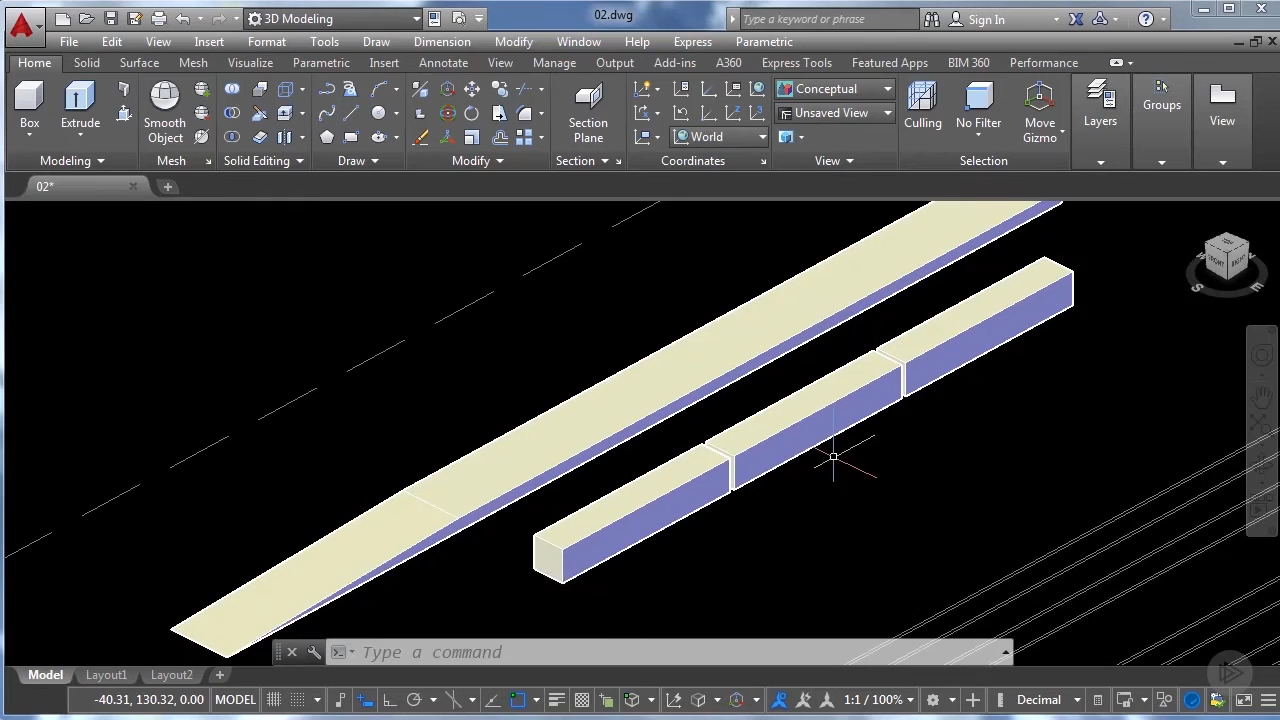 3D Modeling
02.dwg
Type a keyword or phrase
Sign In
File Edit View Insert Format Tools Draw Dimension Modify Window Help Express Parametric
Home Solid Surface Mesh Visualize Parametric Insert Annotate View Manage Output Add-ins A360 Express Tools Featured Apps BIM 360 Performance
Conceptual
Unsaved View
World
Box
Extrude
Smooth
Object
Section
Plane
Culling
No Filter
Move
Gizmo
Layers
Groups
View
Modeling Mesh Solid Editing Draw Modify Section Coordinates View Selection
02*
TOP
FRONT
RIGHT
S
E
Type a command
Model Layout1 Layout2
-40.31, 130.32, 0.00 MODEL 1:1 / 100% Decimal